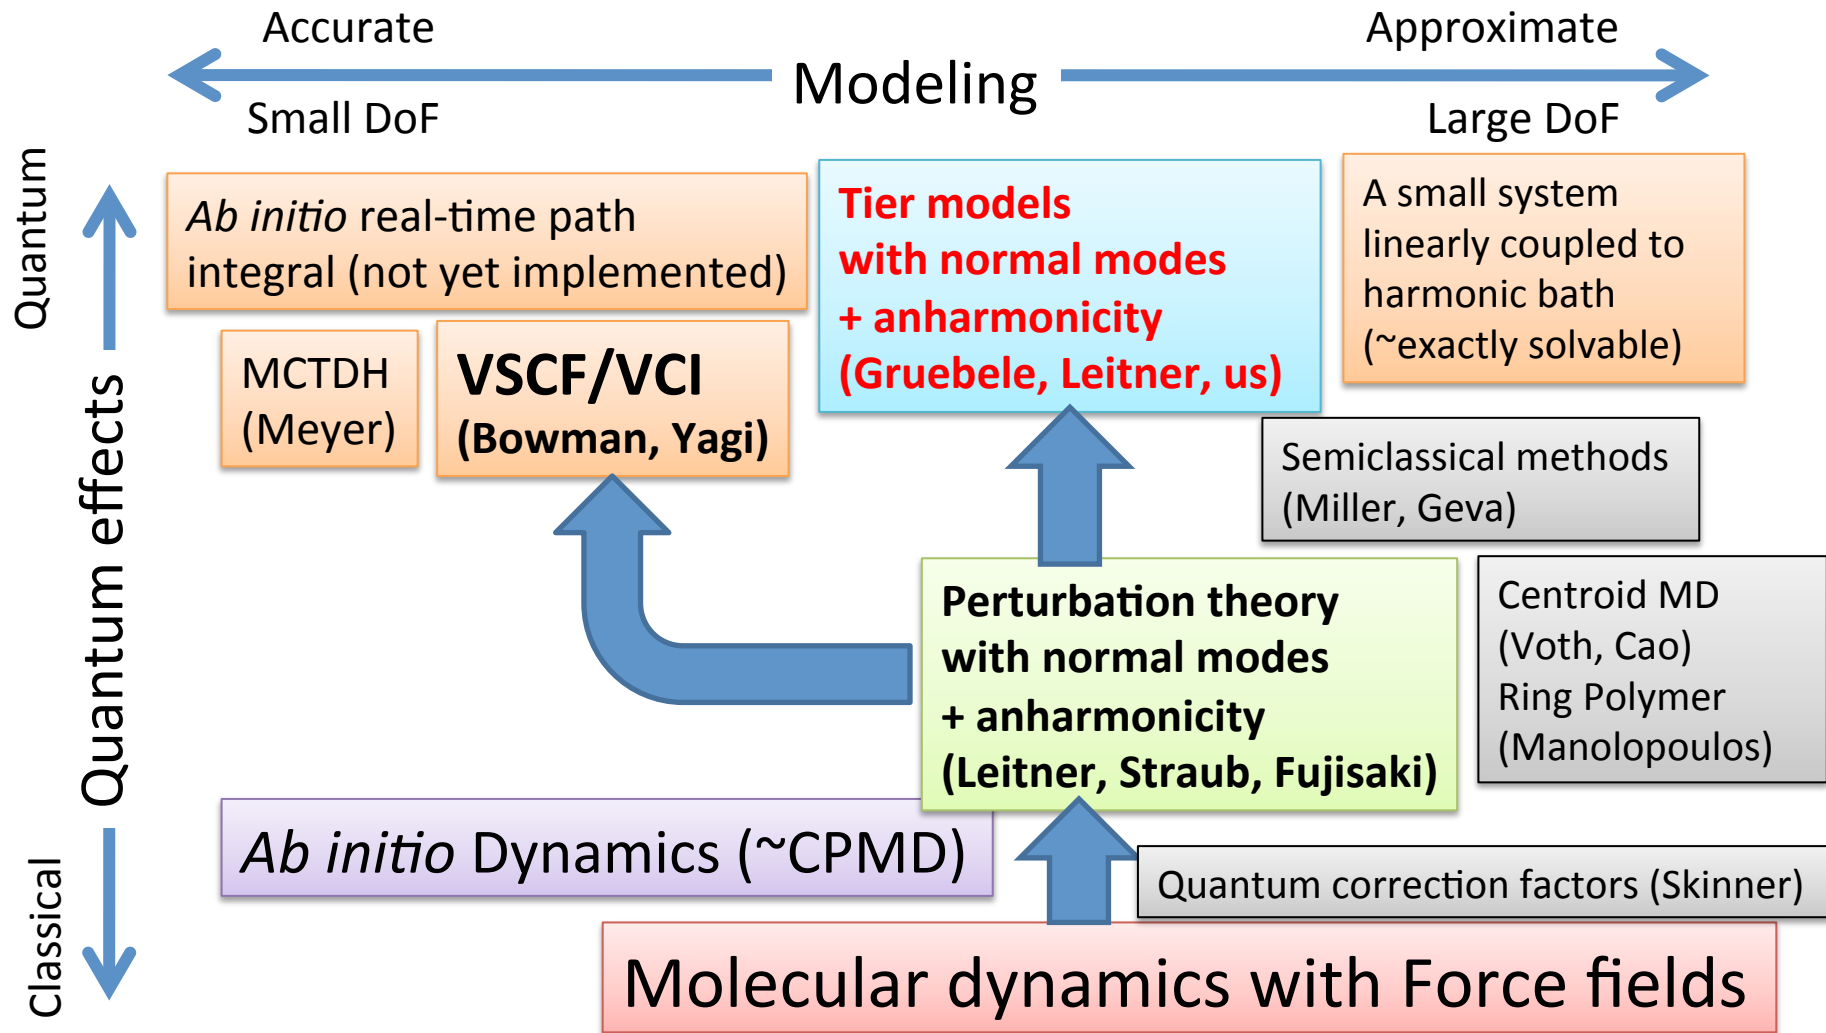 Accurate
Approximate
Modeling
Small DoF
Large DoF
Quantum
Quantum effects
Classical
Ab initio real-time path
integral (not yet implemented)
MCTDH
(Meyer)
VSCF/VCI
(Bowman, Yagi)
Tier models
with normal modes
+ anharmonicity
(Gruebele, Leitner, us)
A small system
linearly coupled to
harmonic bath
(~exactly solvable)
Semiclassical methods
(Miller, Geva)
Perturbation theory
with normal modes
+ anharmonicity
(Leitner, Straub, Fujisaki)
Centroid MD
(Voth, Cao)
Ring Polymer
(Manolopoulos)
Ab initio Dynamics (~CPMD)
Quantum correction factors (Skinner)
Molecular dynamics with Force fields